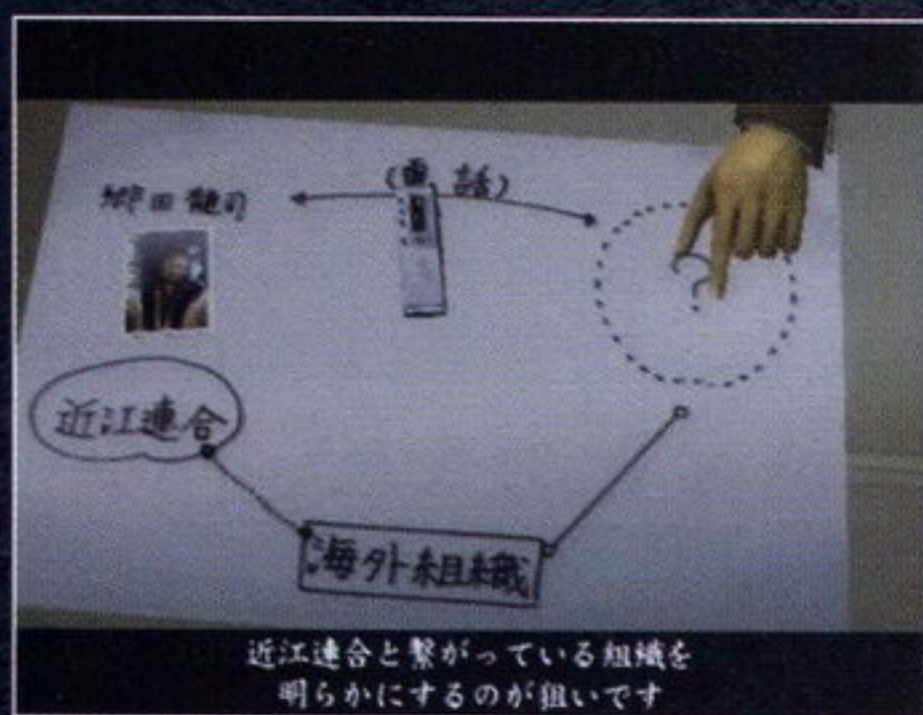 (電話)
郷田龍司
近江連合
海外組織
近江連合と繋がっている組織を
明らかにするのが狙いです